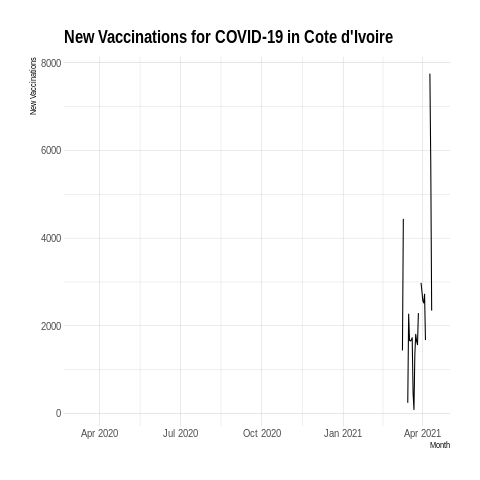 New Vaccinations for COVID-19 in Cote d'Ivoire
New Vaccinations
8000
6000
4000
2000
0
Apr 2020 Jul 2020 Oct 2020 Jan 2021 Apr 2021
Month